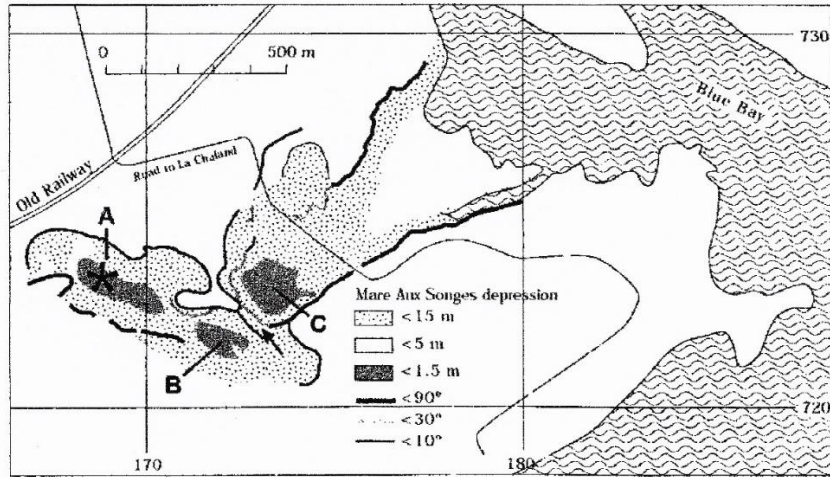 730
0
500 m
Blue Bay
Old Railway
Road to La Chaland
A
Mare Aux Songes depression
C
<15 m
<5 m
<1.5 m
B
<90°
<30°
<10°
720
170
180